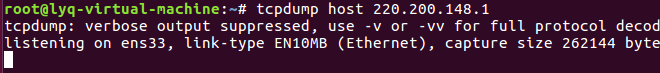 root@lyq-virtual-machine:~# tcpdump host 220.200.148.1
tcpdump: verbose output suppressed, use -v or -vv for full protocol decod
listening on ens33, link-type EN10MB (Ethernet), capture size 262144 byte